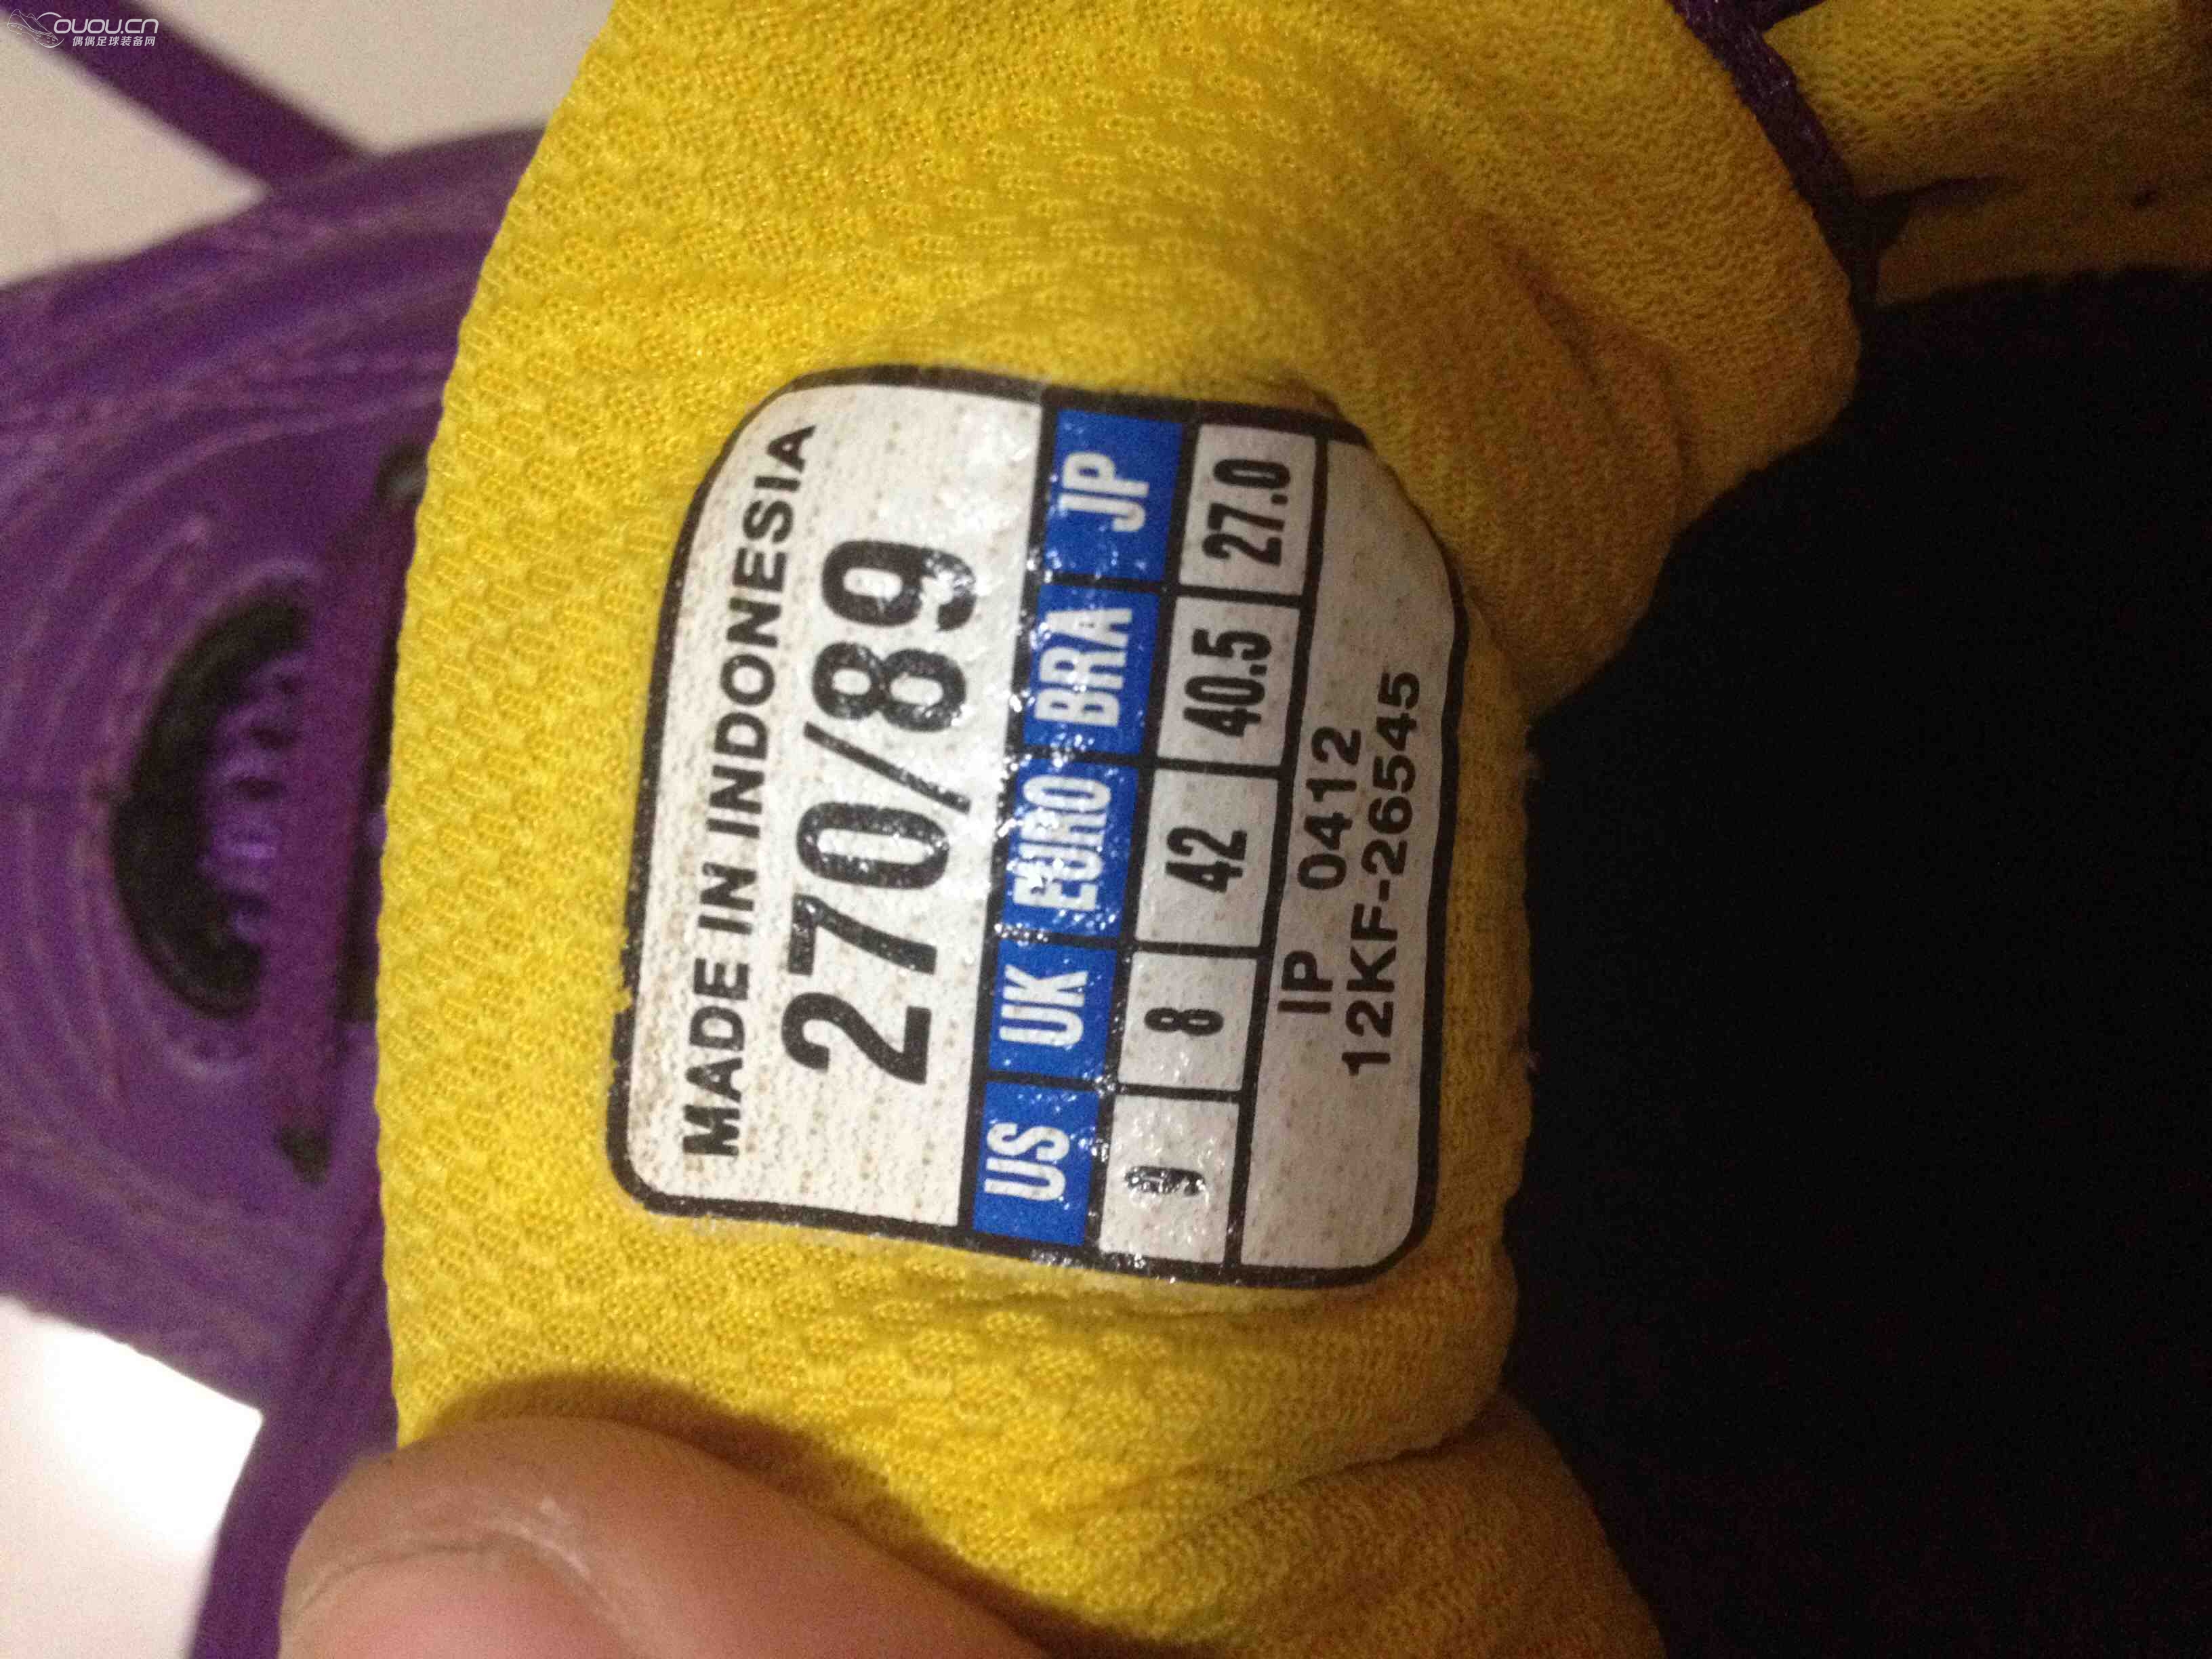 OUOU.CN
偶偶足球装备网
MADE IN INDONESIA
270/89
US UK EURO BRA JP
9 8 42 40.5 27.0
IP 0412
12KF-26545